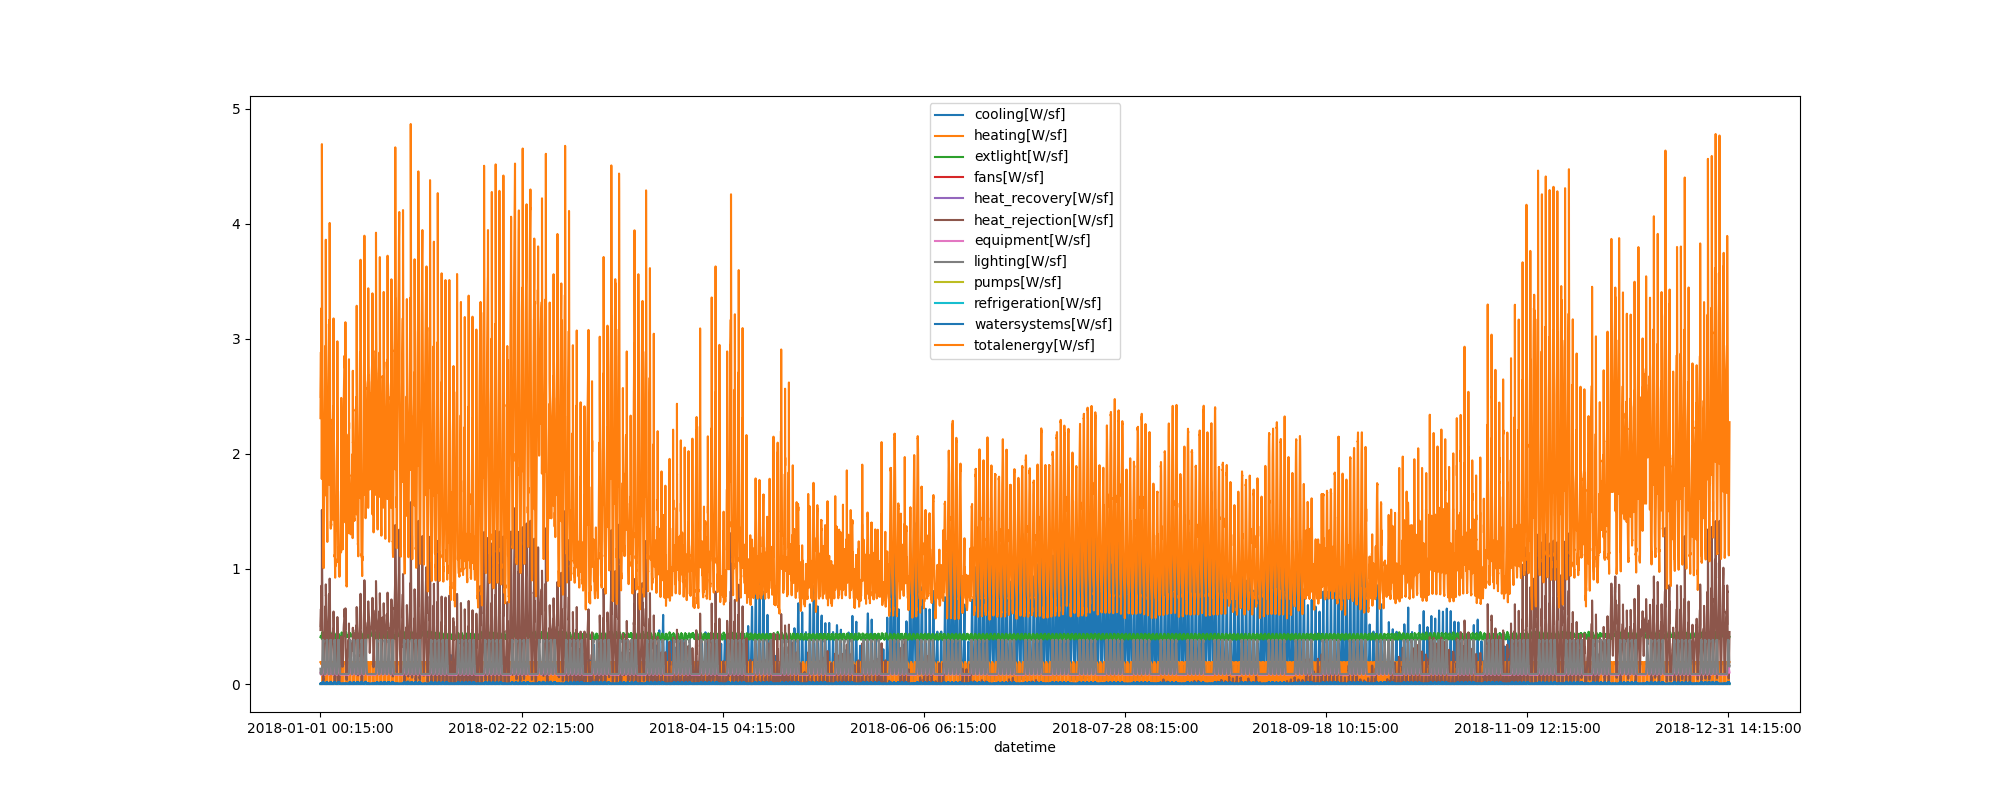 5
4
3
2
1
0
cooling[W/sf]
heating[W/sf]
extlight[W/sf]
fans[W/sf]
heat_recovery[W/sf]
heat_rejection[W/sf]
equipment[W/sf]
lighting[W/sf]
pumps[W/sf]
refrigeration[W/sf]
watersystems[W/sf]
totalenergy[W/sf]
2018-01-01 00:15:00 2018-02-22 02:15:00 2018-04-15 04:15:00 2018-06-06 06:15:00 2018-07-28 08:15:00 2018-09-18 10:15:00 2018-11-09 12:15:00 2018-12-31 14:15:00
datetime